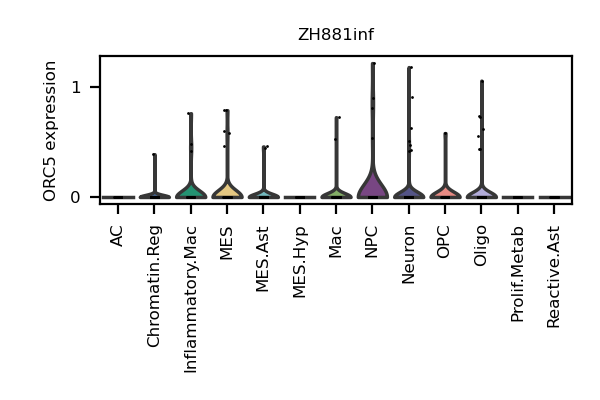 ZH881inf
ORC5 expression
1
0
AC
Chromatin.Reg
Inflammatory.Mac
MES
MES.Ast
MES.Hyp
Mac
NPC
Neuron
OPC
Oligo
Prolif.Metab
Reactive.Ast